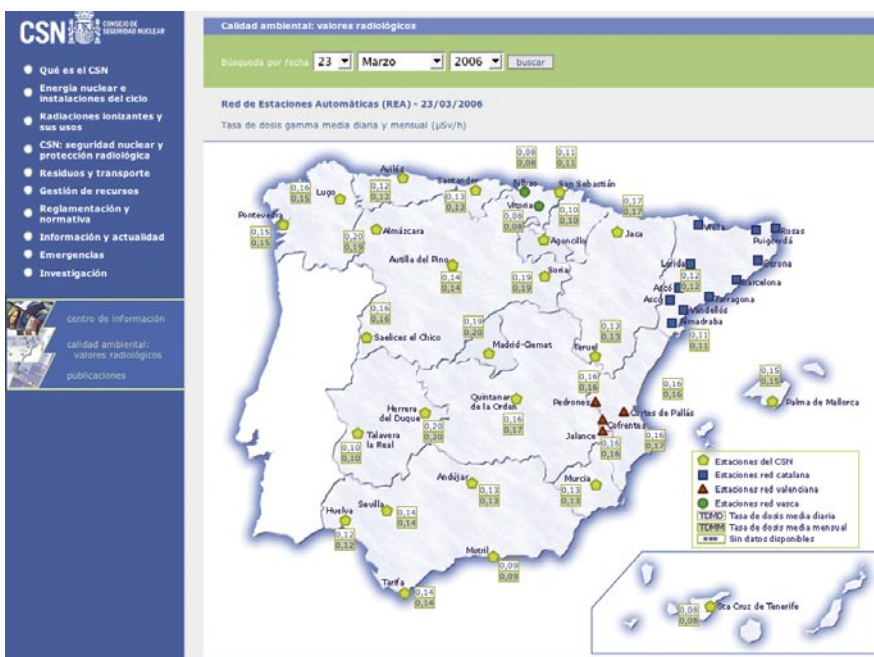 CSN
CONSEJO DE
SEGURIDAD NUCLEAR
Qué es el CSN
Energía nuclear e
instalaciones del ciclo
Radiaciones ionizantes y
sus usos
CSN: seguridad nuclear y
protección radiológica
Residuos y transporte
Gestión de recursos
Reglamentación y
normativa
Información y actualidad
Emergencias
Investigación
centro de información
calidad ambiental:
valores radiológicos
publicaciones
Calidad ambiental: valores radiológicos
Búsqueda por fecha 23 Marzo 2006 buscar
Red de Estaciones Automáticas (REA) - 23/03/2006
Tasa de dosis gamma media diaria y mensual (µSv/h)
0,08
0,08
0,11
0,11
Avilés
0,12
0,12
Santander
0,13
0,13
Bilbao
San Sebastián
Vitoria
0,08
0,08
0,16
0,15
Lugo
0,17
0,17
Pontevedra
0,15
0,15
0,20
0,19
Almázcara
0,10
0,10
Agoncillo
Jaca
Rosas
Puigcerdá
Autilla del Pino
0,14
0,14
0,19
0,19
Soria
Lérida
0,12
0,12
Gerona
Barcelona
Ascó
Ascó
Tarragona
Vandellós
Almadraba
0,11
0,11
0,16
0,16
Saelices el Chico
0,19
0,20
Madrid-Ciemat
Teruel
0,13
0,16
0,16
0,16
0,16
0,15
0,15
Palma de Mallorca
Pedrones
Cortes de Pallás
Cofrentes
Jalance
0,16
0,16
0,16
0,17
Quintanar
de la Orden
0,16
0,17
Herrera
del Duque
0,20
0,20
Talavera
la Real
0,10
0,10
Andújar
0,13
0,13
Murcia
0,13
0,13
Sevilla
0,14
0,14
Huelva
0,12
0,12
Motril
0,09
0,09
Tarifa
0,14
0,14
Estaciones del CSN
Estaciones red catalana
Estaciones red valenciana
Estaciones red vasca
TDMD Tasa de dosis media diaria
TDMM Tasa de dosis media mensual
*** Sin datos disponibles
0,08
0,08
Sta Cruz de Tenerife